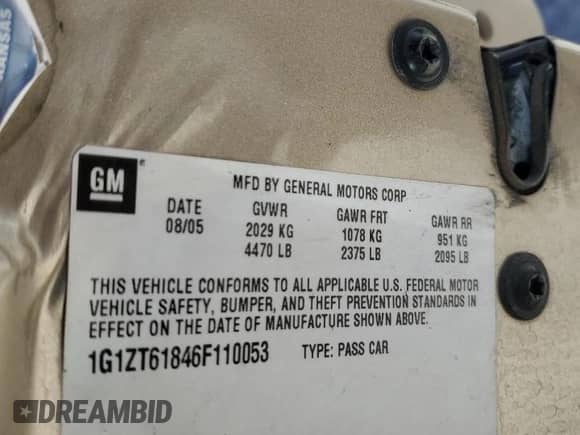 KANSAS
GM
MFD BY GENERAL MOTORS CORP
DATE GVWR GAWR FRT GAWR RR
08/05 2029 KG 1078 KG 951 KG
4470 LB 2375 LB 2095 LB
THIS VEHICLE CONFORMS TO ALL APPLICABLE U.S. FEDERAL MOTOR
VEHICLE SAFETY, BUMPER, AND THEFT PREVENTION STANDARDS IN
EFFECT ON THE DATE OF MANUFACTURE SHOWN ABOVE.
1G1ZT61846F110053 TYPE: PASS CAR
DREAMBID